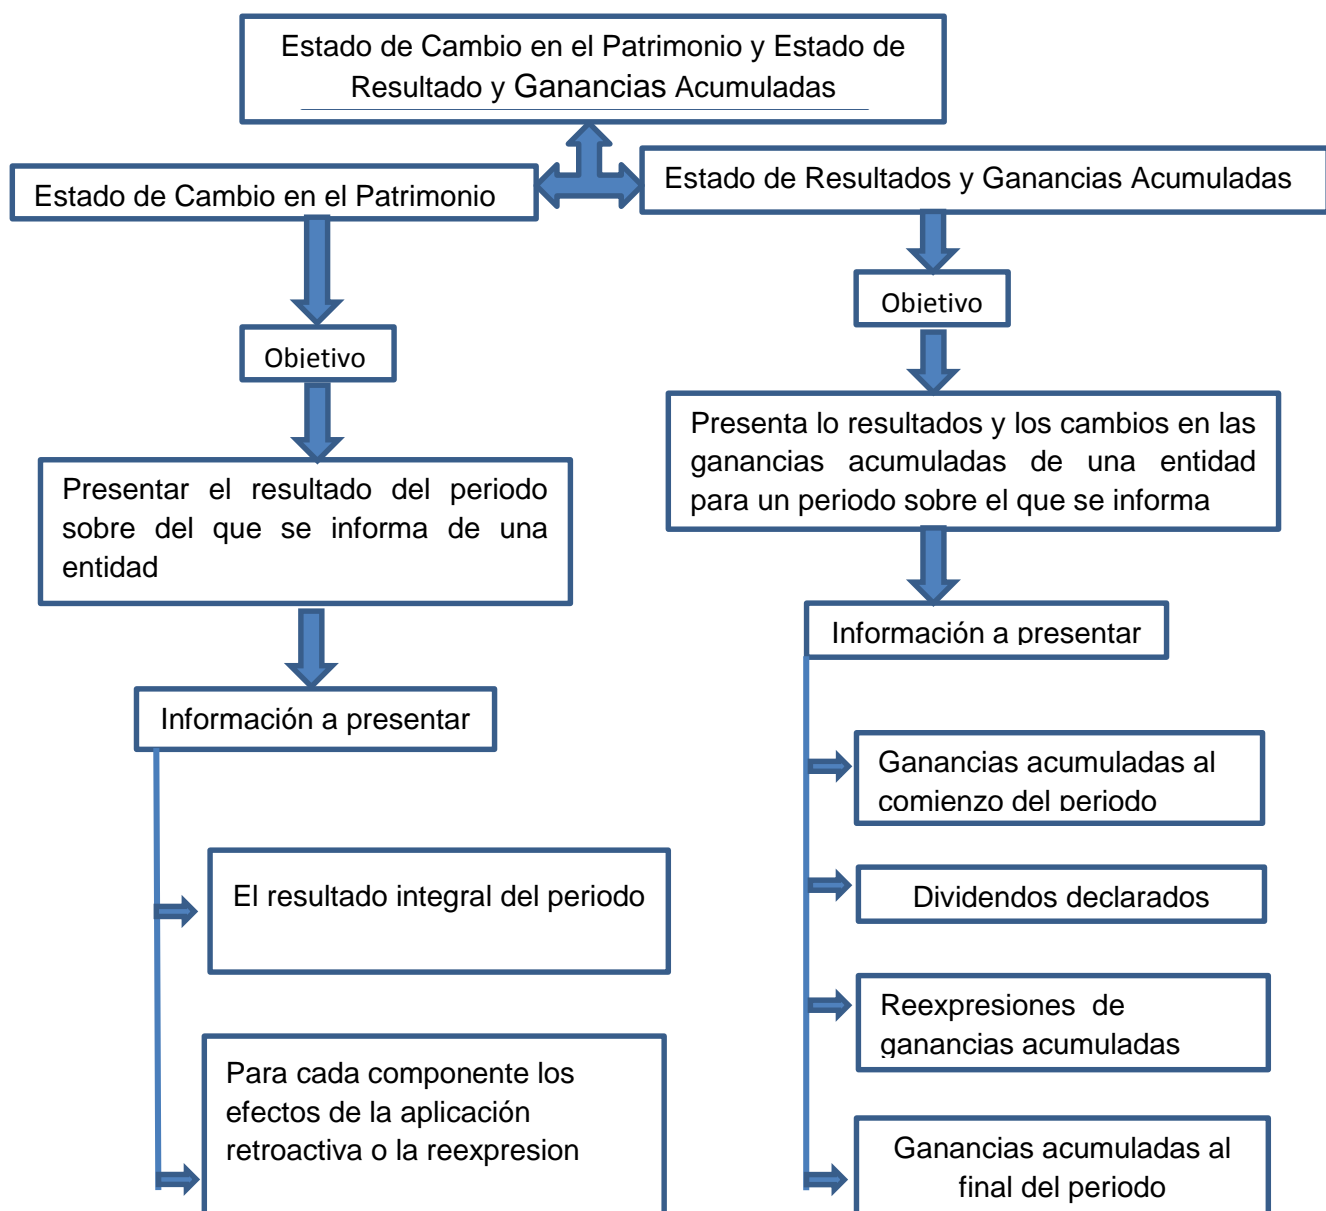 Estado de Cambio en el Patrimonio y Estado de
Resultado y Ganancias Acumuladas
Estado de Cambio en el Patrimonio
Estado de Resultados y Ganancias Acumuladas
Objetivo
Presentar el resultado del periodo
sobre del que se informa de una
entidad
Información a presentar
El resultado integral del periodo
Para cada componente los
efectos de la aplicación
retroactiva o la reexpresion
Objetivo
Presenta lo resultados y los cambios en las
ganancias acumuladas de una entidad
para un periodo sobre el que se informa
Información a presentar
Ganancias acumuladas al
comienzo del periodo
Dividendos declarados
Reexpresiones de
ganancias acumuladas
Ganancias acumuladas al
final del periodo